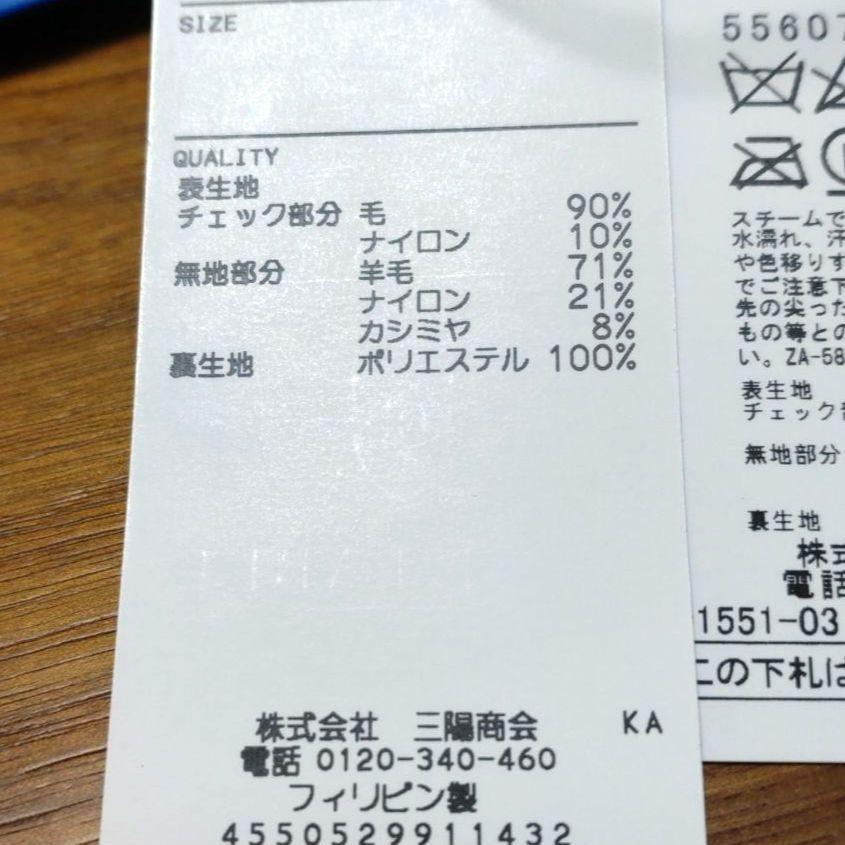 SIZE
QUALITY
表生地
チェック部分 毛 90%
ナイロン 10%
無地部分 羊毛 71%
ナイロン 21%
カシミヤ 8%
裏生地 ポリエステル 100%
株式会社 三陽商会 KA
電話 0120-340-460
フィリピン製
4550529911432
55607
スチームで
水濡れ、汗
や色移りす
でご注意下
先の尖った
もの等との
い。ZA-58
表生地
チェック部
無地部分
裏生地
株式
電話
1551-03
この下札は